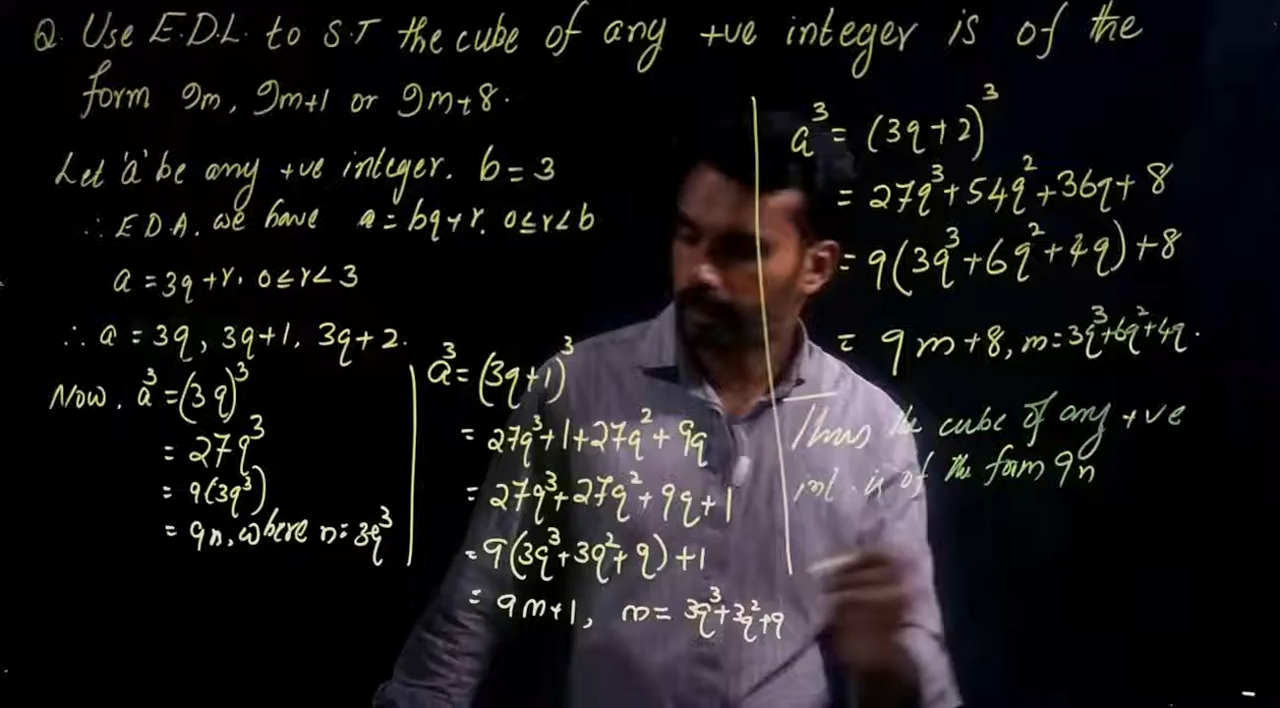 Q. Use E.D.L. to S.T the cube of any +ve integer is of the
form 9m, 9m+1 or 9m+8.
Let 'a' be any +ve integer. b = 3
∴ E.D.A. we have a = bq+r. 0≤r<b
a = 3q+r. 0≤r<3
∴ a = 3q, 3q+1, 3q+2.
Now. a³ = (3q)³
= 27q³
= 9(3q³)
= 9n, where n = 3q³
a³ = (3q+1)³
= 27q³+1+27q²+9q
= 27q³+27q²+9q+1
= 9(3q³+3q²+q)+1
= 9m+1, m = 3q³+3q²+q
a³ = (3q+2)³
= 27q³+54q²+36q+8
= 9(3q³+6q²+4q)+8
= 9m+8, m=3q³+6q²+4q.
Thus the cube of any +ve
int. is of the form 9n